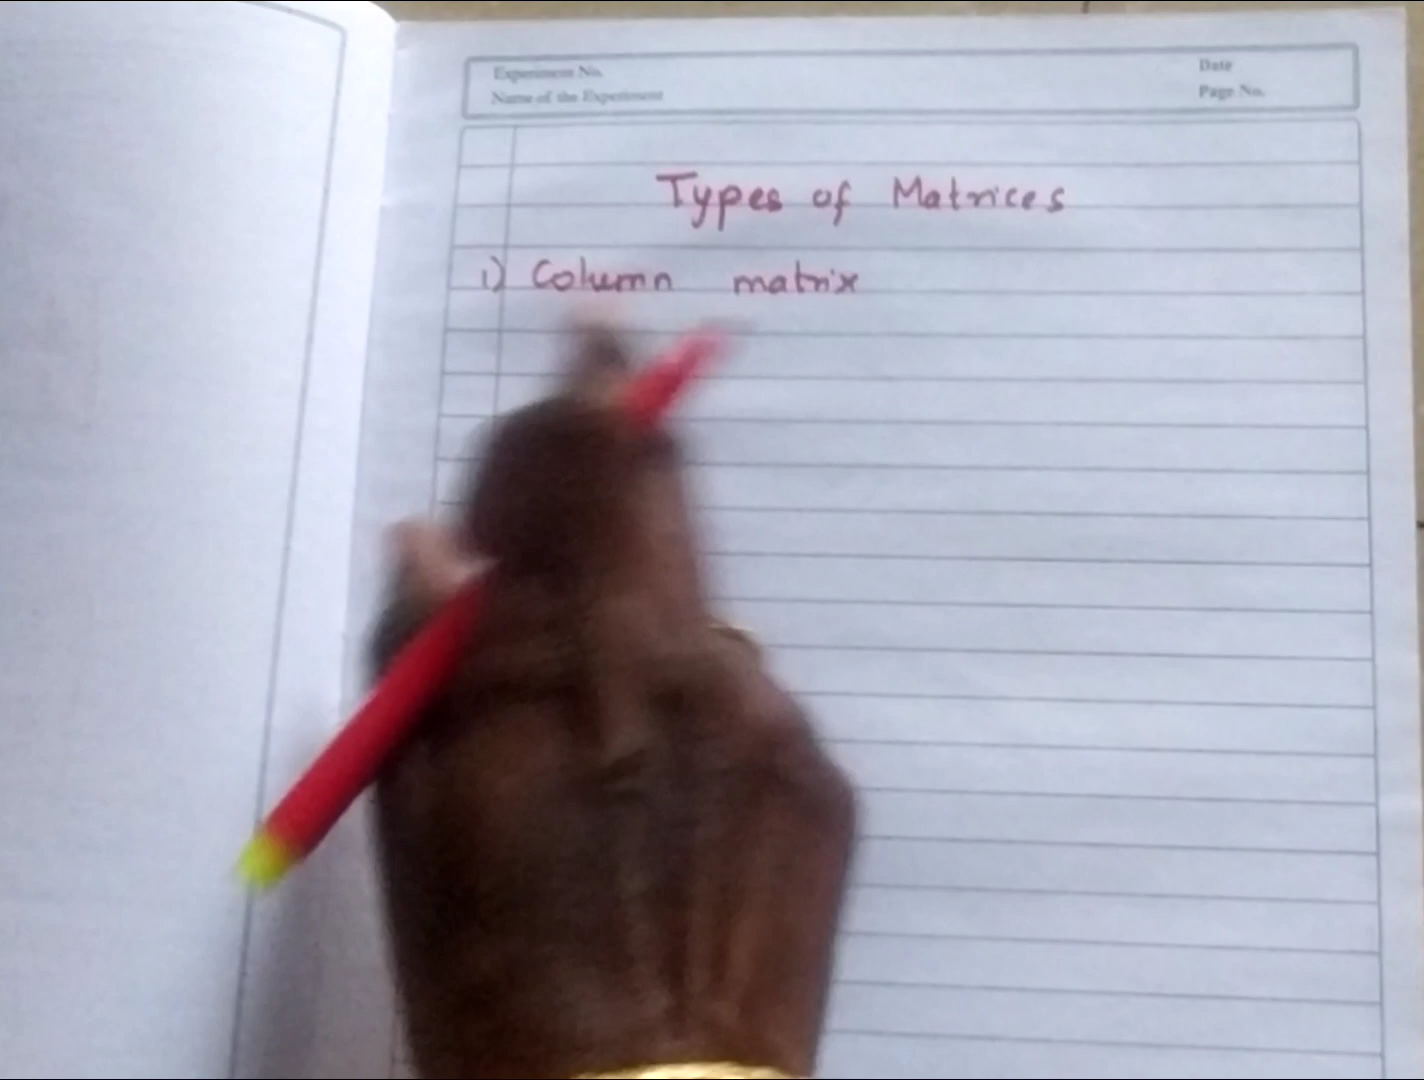 Experiment No. Date
Name of the Experiment Page No.
Types of Matrices
1) Column matrix